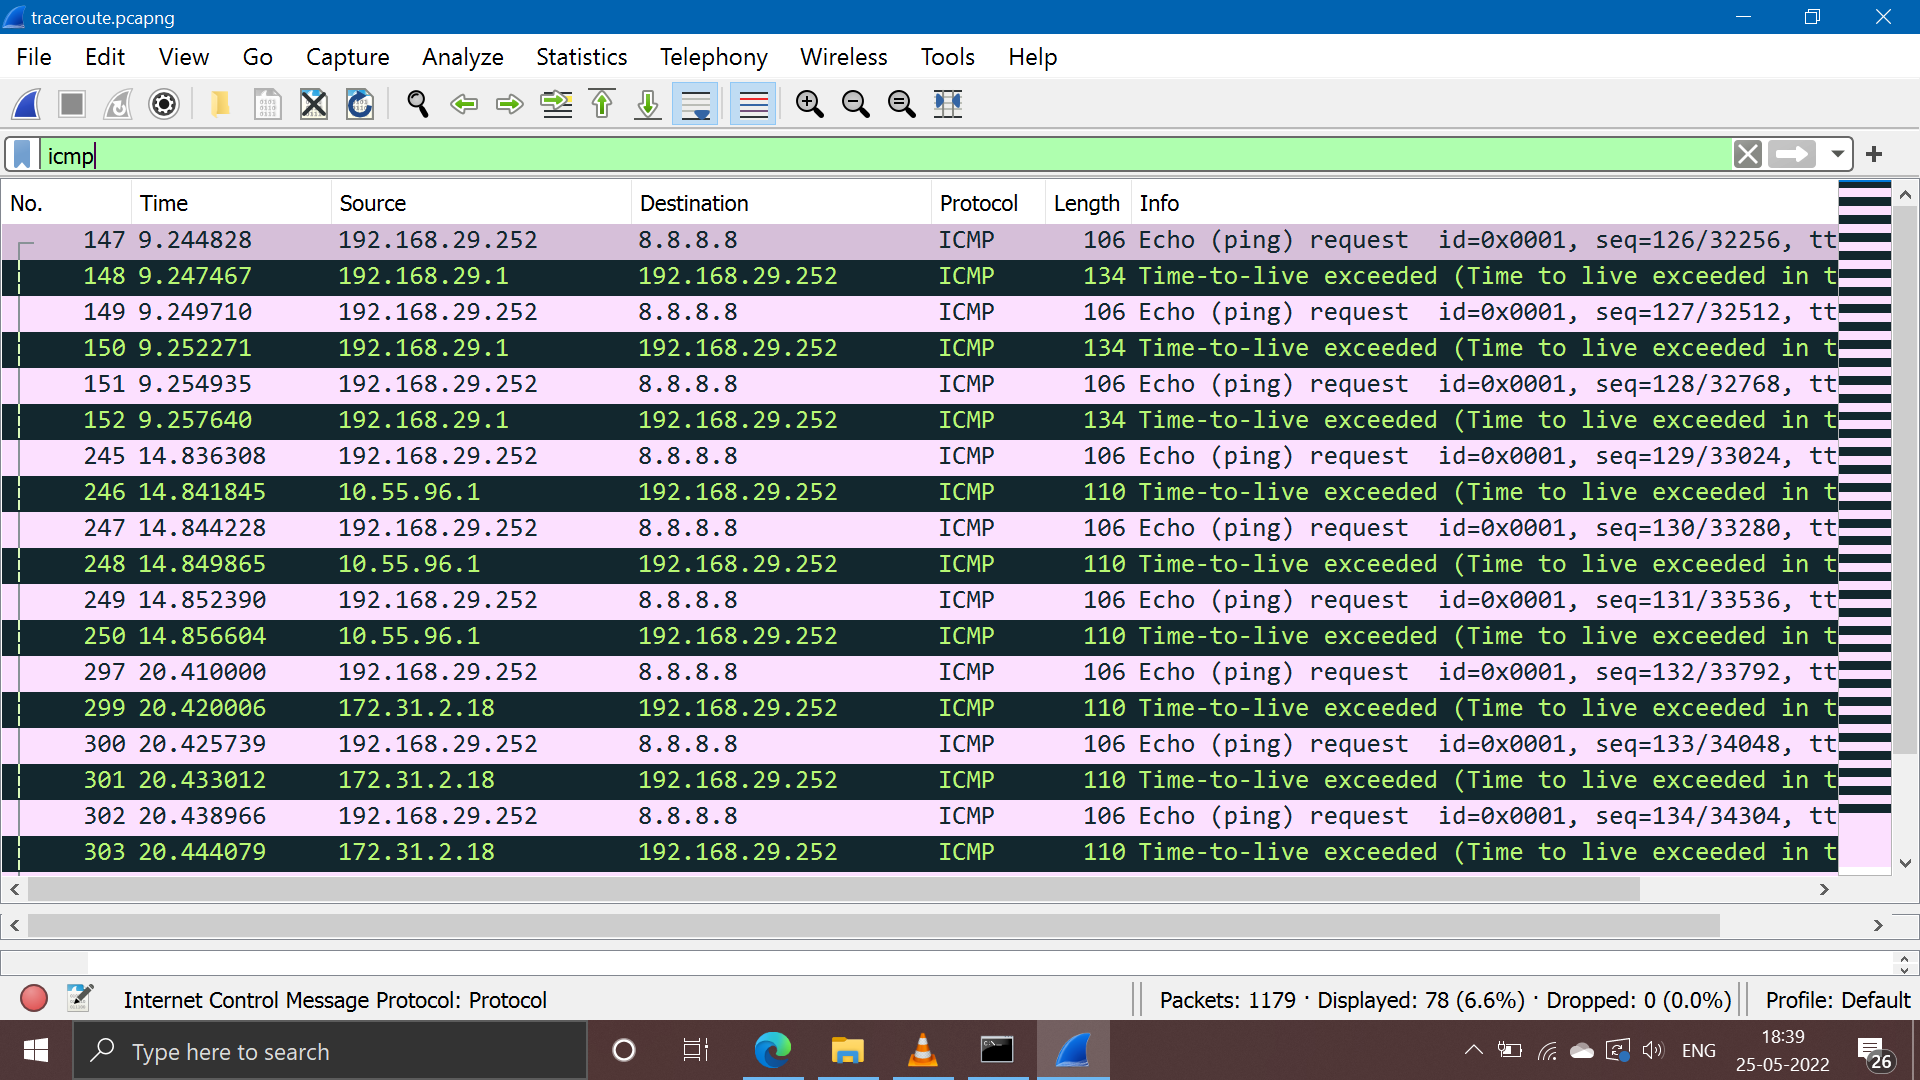 traceroute.pcapng
File Edit View Go Capture Analyze Statistics Telephony Wireless Tools Help
icmp
No. Time Source Destination Protocol Length Info
147 9.244828 192.168.29.252 8.8.8.8 ICMP 106 Echo (ping) request id=0x0001, seq=126/32256, tt
148 9.247467 192.168.29.1 192.168.29.252 ICMP 134 Time-to-live exceeded (Time to live exceeded in t
149 9.249710 192.168.29.252 8.8.8.8 ICMP 106 Echo (ping) request id=0x0001, seq=127/32512, tt
150 9.252271 192.168.29.1 192.168.29.252 ICMP 134 Time-to-live exceeded (Time to live exceeded in t
151 9.254935 192.168.29.252 8.8.8.8 ICMP 106 Echo (ping) request id=0x0001, seq=128/32768, tt
152 9.257640 192.168.29.1 192.168.29.252 ICMP 134 Time-to-live exceeded (Time to live exceeded in t
245 14.836308 192.168.29.252 8.8.8.8 ICMP 106 Echo (ping) request id=0x0001, seq=129/33024, tt
246 14.841845 10.55.96.1 192.168.29.252 ICMP 110 Time-to-live exceeded (Time to live exceeded in t
247 14.844228 192.168.29.252 8.8.8.8 ICMP 106 Echo (ping) request id=0x0001, seq=130/33280, tt
248 14.849865 10.55.96.1 192.168.29.252 ICMP 110 Time-to-live exceeded (Time to live exceeded in t
249 14.852390 192.168.29.252 8.8.8.8 ICMP 106 Echo (ping) request id=0x0001, seq=131/33536, tt
250 14.856604 10.55.96.1 192.168.29.252 ICMP 110 Time-to-live exceeded (Time to live exceeded in t
297 20.410000 192.168.29.252 8.8.8.8 ICMP 106 Echo (ping) request id=0x0001, seq=132/33792, tt
299 20.420006 172.31.2.18 192.168.29.252 ICMP 110 Time-to-live exceeded (Time to live exceeded in t
300 20.425739 192.168.29.252 8.8.8.8 ICMP 106 Echo (ping) request id=0x0001, seq=133/34048, tt
301 20.433012 172.31.2.18 192.168.29.252 ICMP 110 Time-to-live exceeded (Time to live exceeded in t
302 20.438966 192.168.29.252 8.8.8.8 ICMP 106 Echo (ping) request id=0x0001, seq=134/34304, tt
303 20.444079 172.31.2.18 192.168.29.252 ICMP 110 Time-to-live exceeded (Time to live exceeded in t
Internet Control Message Protocol: Protocol Packets: 1179 · Displayed: 78 (6.6%) · Dropped: 0 (0.0%) Profile: Default
Type here to search ENG 18:39
25-05-2022 26